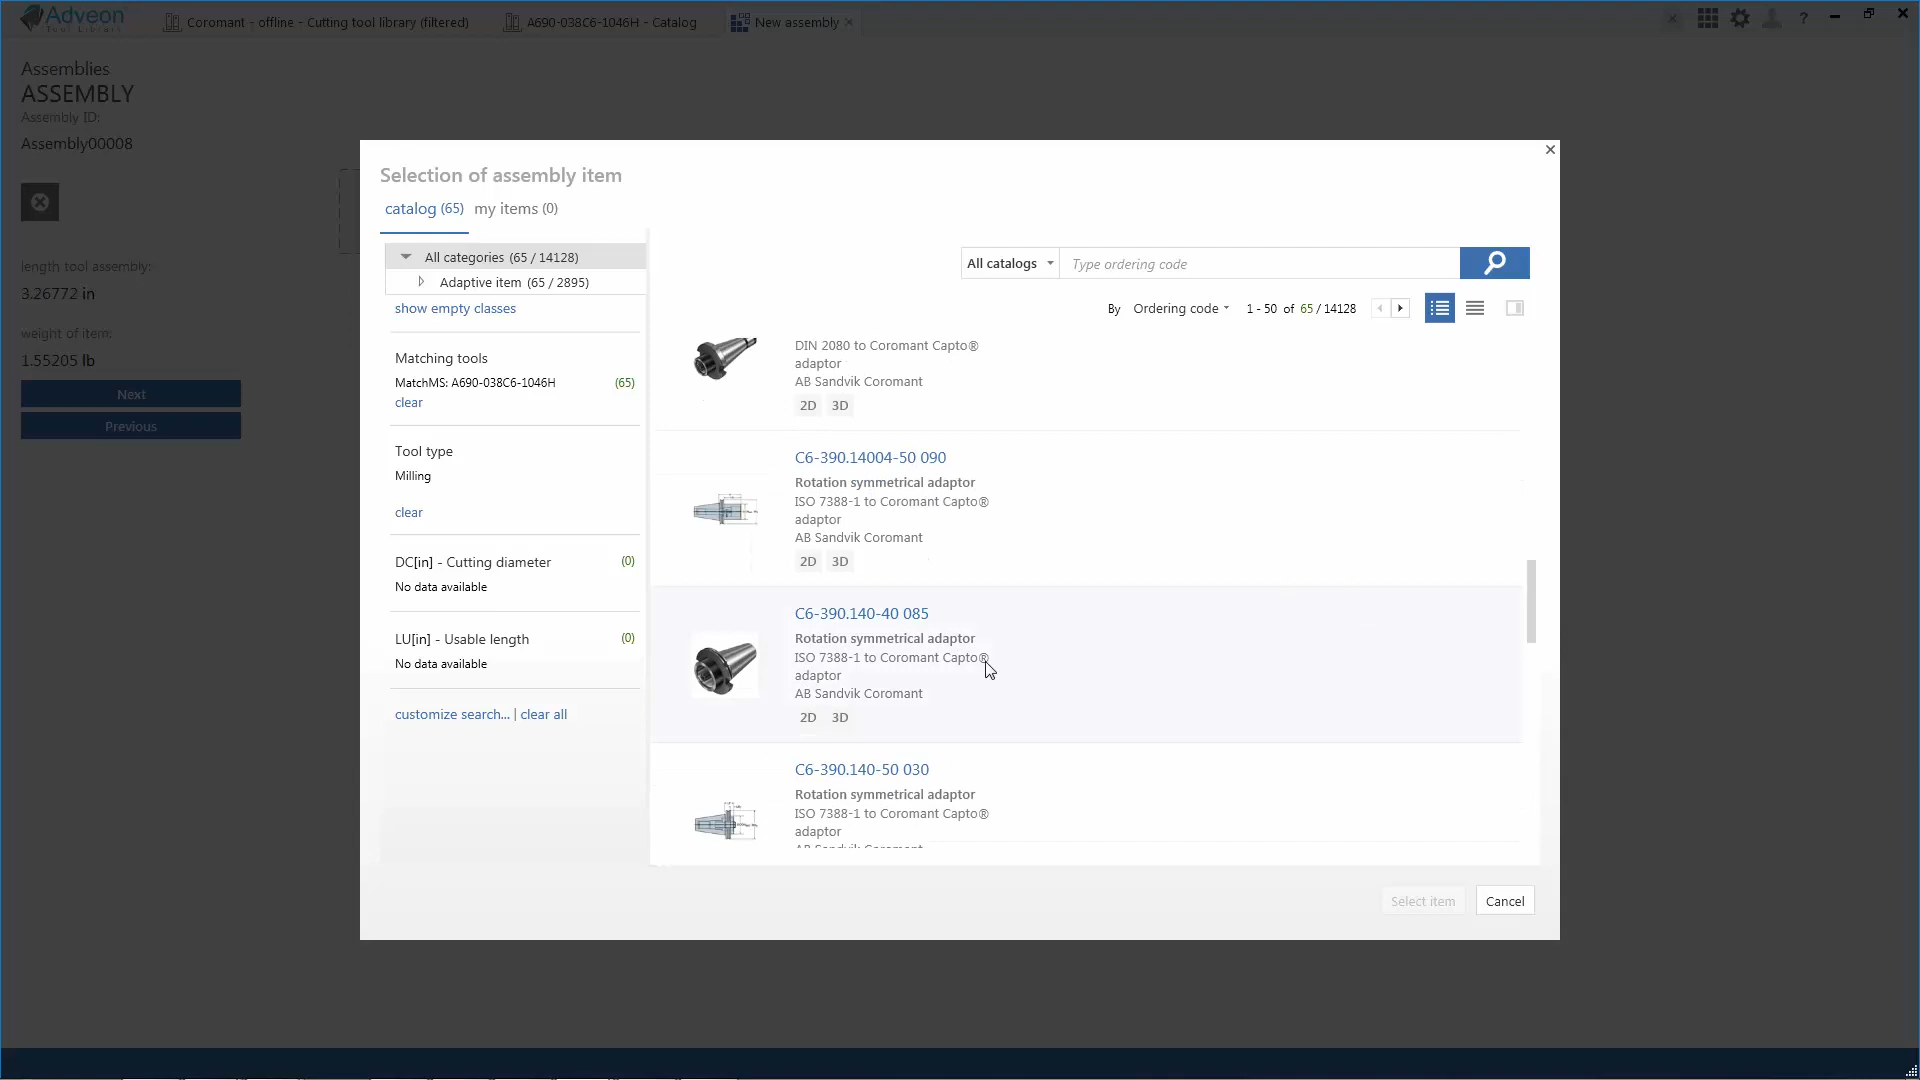 Adveon
Tool Library
Coromant - offline - Cutting tool library (filtered)
A690-038C6-1046H - Catalog
New assembly
?
Assemblies
ASSEMBLY
Assembly ID:
Assembly00008
length tool assembly:
3.26772 in
weight of item:
1.55205 lb
Next
Previous
Selection of assembly item
catalog (65) my items (0)
All categories (65 / 14128)
Adaptive item (65 / 2895)
show empty classes
Matching tools
MatchMS: A690-038C6-1046H (65)
clear
Tool type
Milling
clear
DC[in] - Cutting diameter (0)
No data available
LU[in] - Usable length (0)
No data available
customize search... | clear all
All catalogs Type ordering code
By Ordering code 1 - 50 of 65 / 14128
DIN 2080 to Coromant Capto®
adaptor
AB Sandvik Coromant
2D 3D
C6-390.14004-50 090
Rotation symmetrical adaptor
ISO 7388-1 to Coromant Capto®
adaptor
AB Sandvik Coromant
2D 3D
C6-390.140-40 085
Rotation symmetrical adaptor
ISO 7388-1 to Coromant Capto®
adaptor
AB Sandvik Coromant
2D 3D
C6-390.140-50 030
Rotation symmetrical adaptor
ISO 7388-1 to Coromant Capto®
adaptor
AB Sandvik Coromant
Select item Cancel